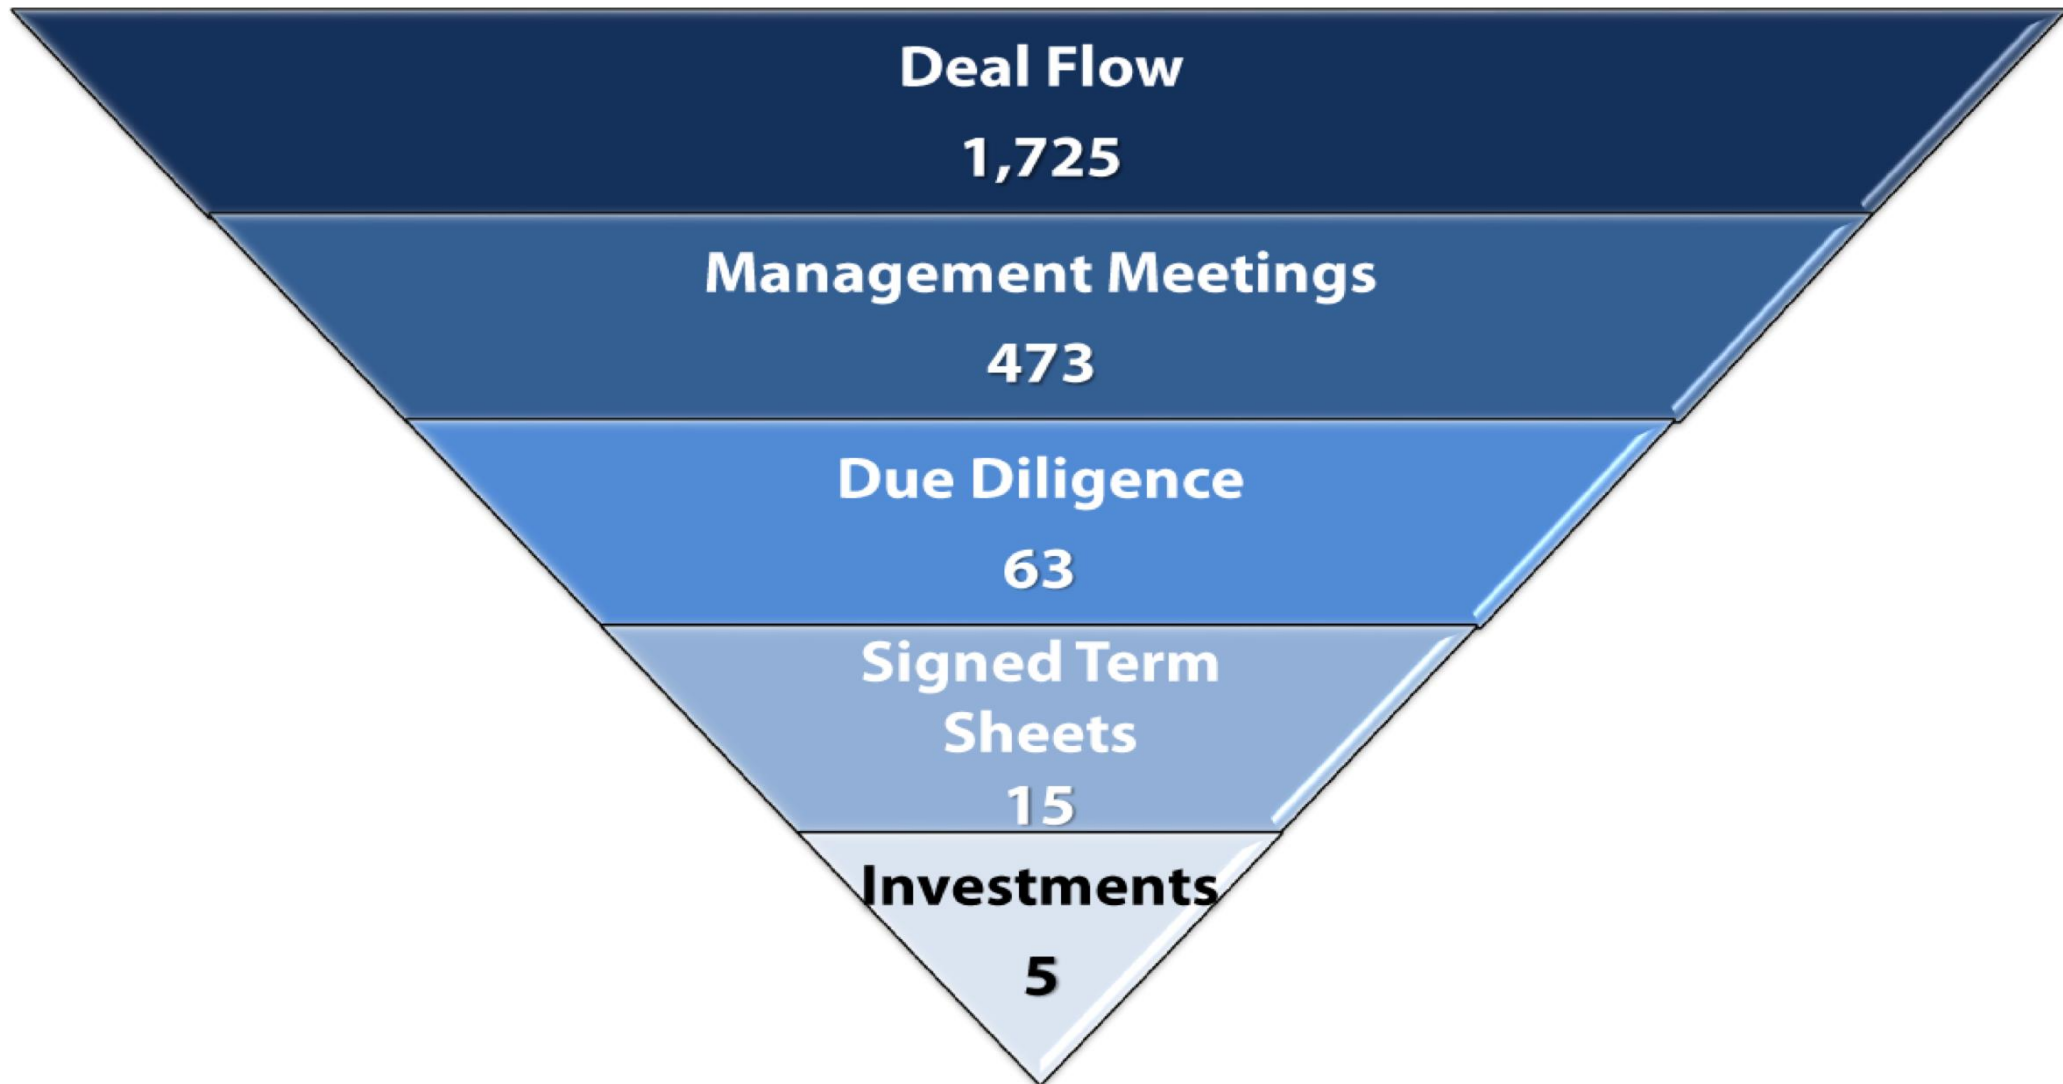 Deal Flow
1,725
Management Meetings
473
Due Diligence
63
Signed Term
Sheets
15
Investments
5